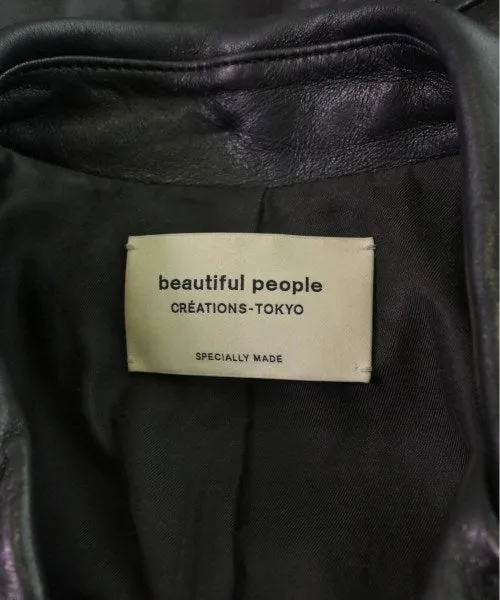 beautiful people
CRÉATIONS-TOKYO
SPECIALLY MADE